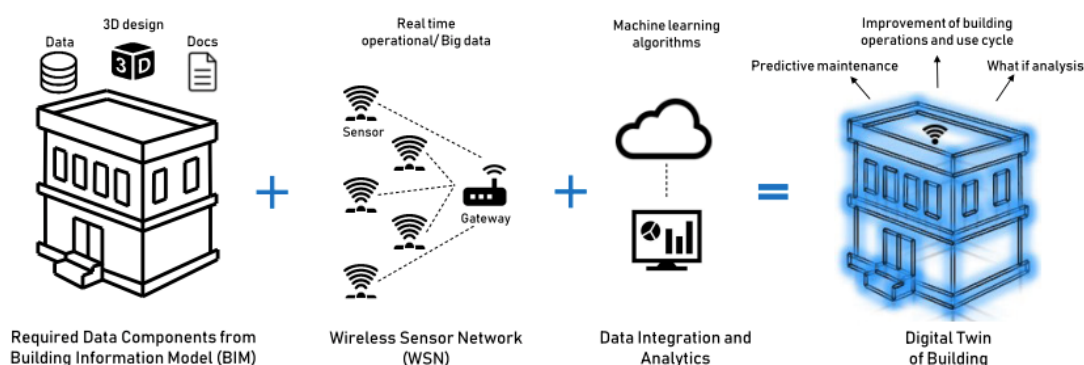 3D design
Data
Docs
3D
Required Data Components from
Building Information Model (BIM)
+
Real time
operational/ Big data
Sensor
Gateway
Wireless Sensor Network
(WSN)
+
Machine learning
algorithms
Data Integration and
Analytics
=
Improvement of building
operations and use cycle
Predictive maintenance
What if analysis
Digital Twin
of Building